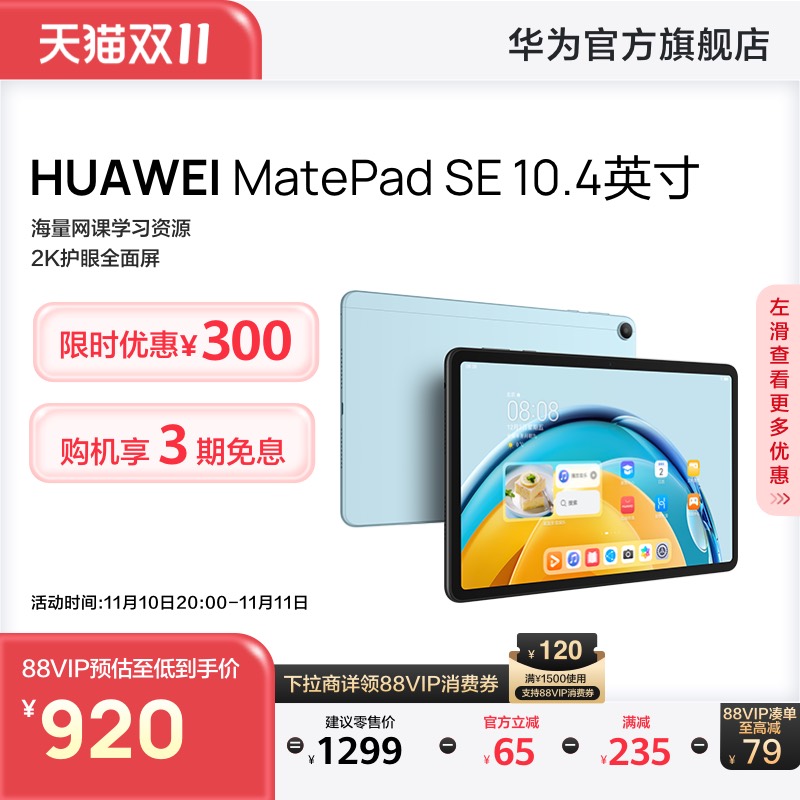 天猫双11
华为官方旗舰店
HUAWEI MatePad SE 10.4英寸
海量网课学习资源
2K护眼全面屏
限时优惠¥300
购机享 3 期免息
左滑查看更多优惠
08:08
活动时间:11月10日20:00-11月11日
88VIP预估至低到手价
¥920
下拉商详领88VIP消费券
¥120
满¥1500使用
支持88VIP消费券
建议零售价
¥1299
官方立减
¥65
满减
¥235
88VIP凑单
至高减
¥79